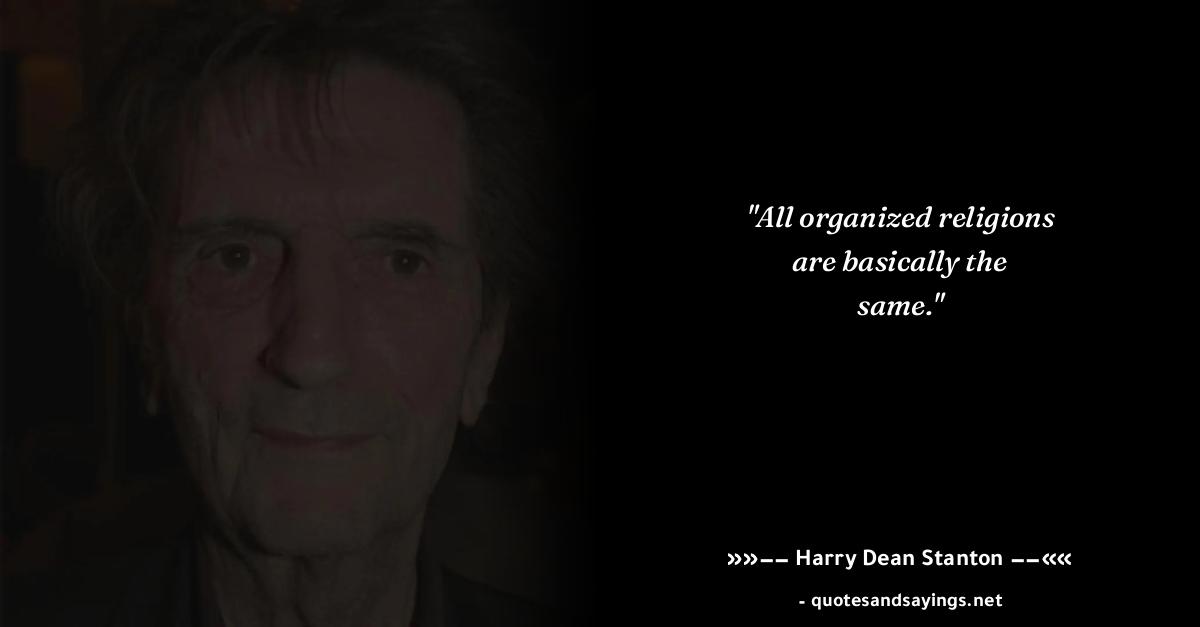 "All organized religions
are basically the
same."
»»–– Harry Dean Stanton ––««
- quotesandsayings.net